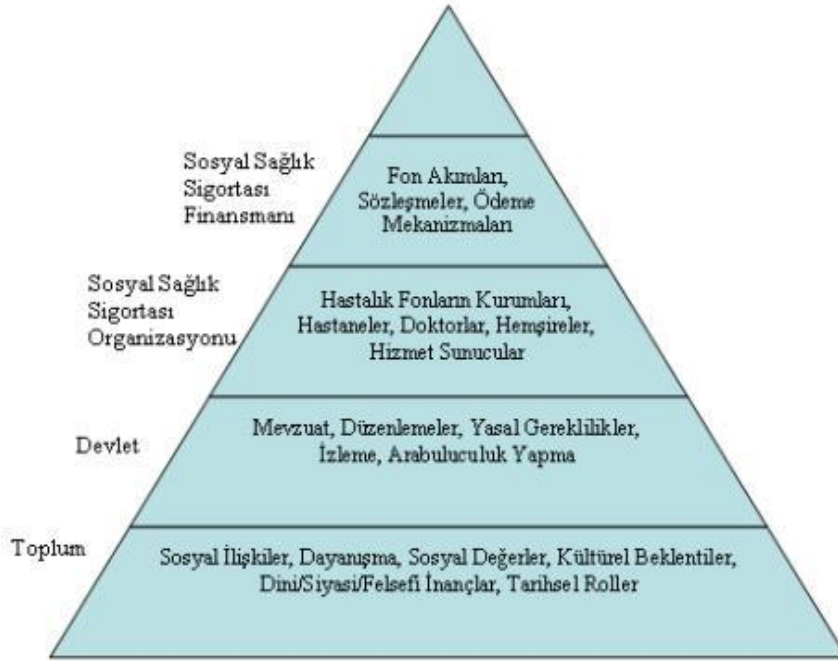 Sosyal Sağlık
Sigortası
Finansmanı
Fon Akımları,
Sözleşmeler, Ödeme
Mekanizmaları
Sosyal Sağlık
Sigortası
Organizasyonu
Hastalık Fonların Kurumları,
Hastaneler, Doktorlar, Hemşireler,
Hizmet Sunucular
Devlet
Mevzuat, Düzenlemeler, Yasal Gereklilikler,
İzleme, Arabuluculuk Yapma
Toplum
Sosyal İlişkiler, Dayanışma, Sosyal Değerler, Kültürel Beklentiler,
Dini/Siyasi/Felsefi İnançlar, Tarihsel Roller